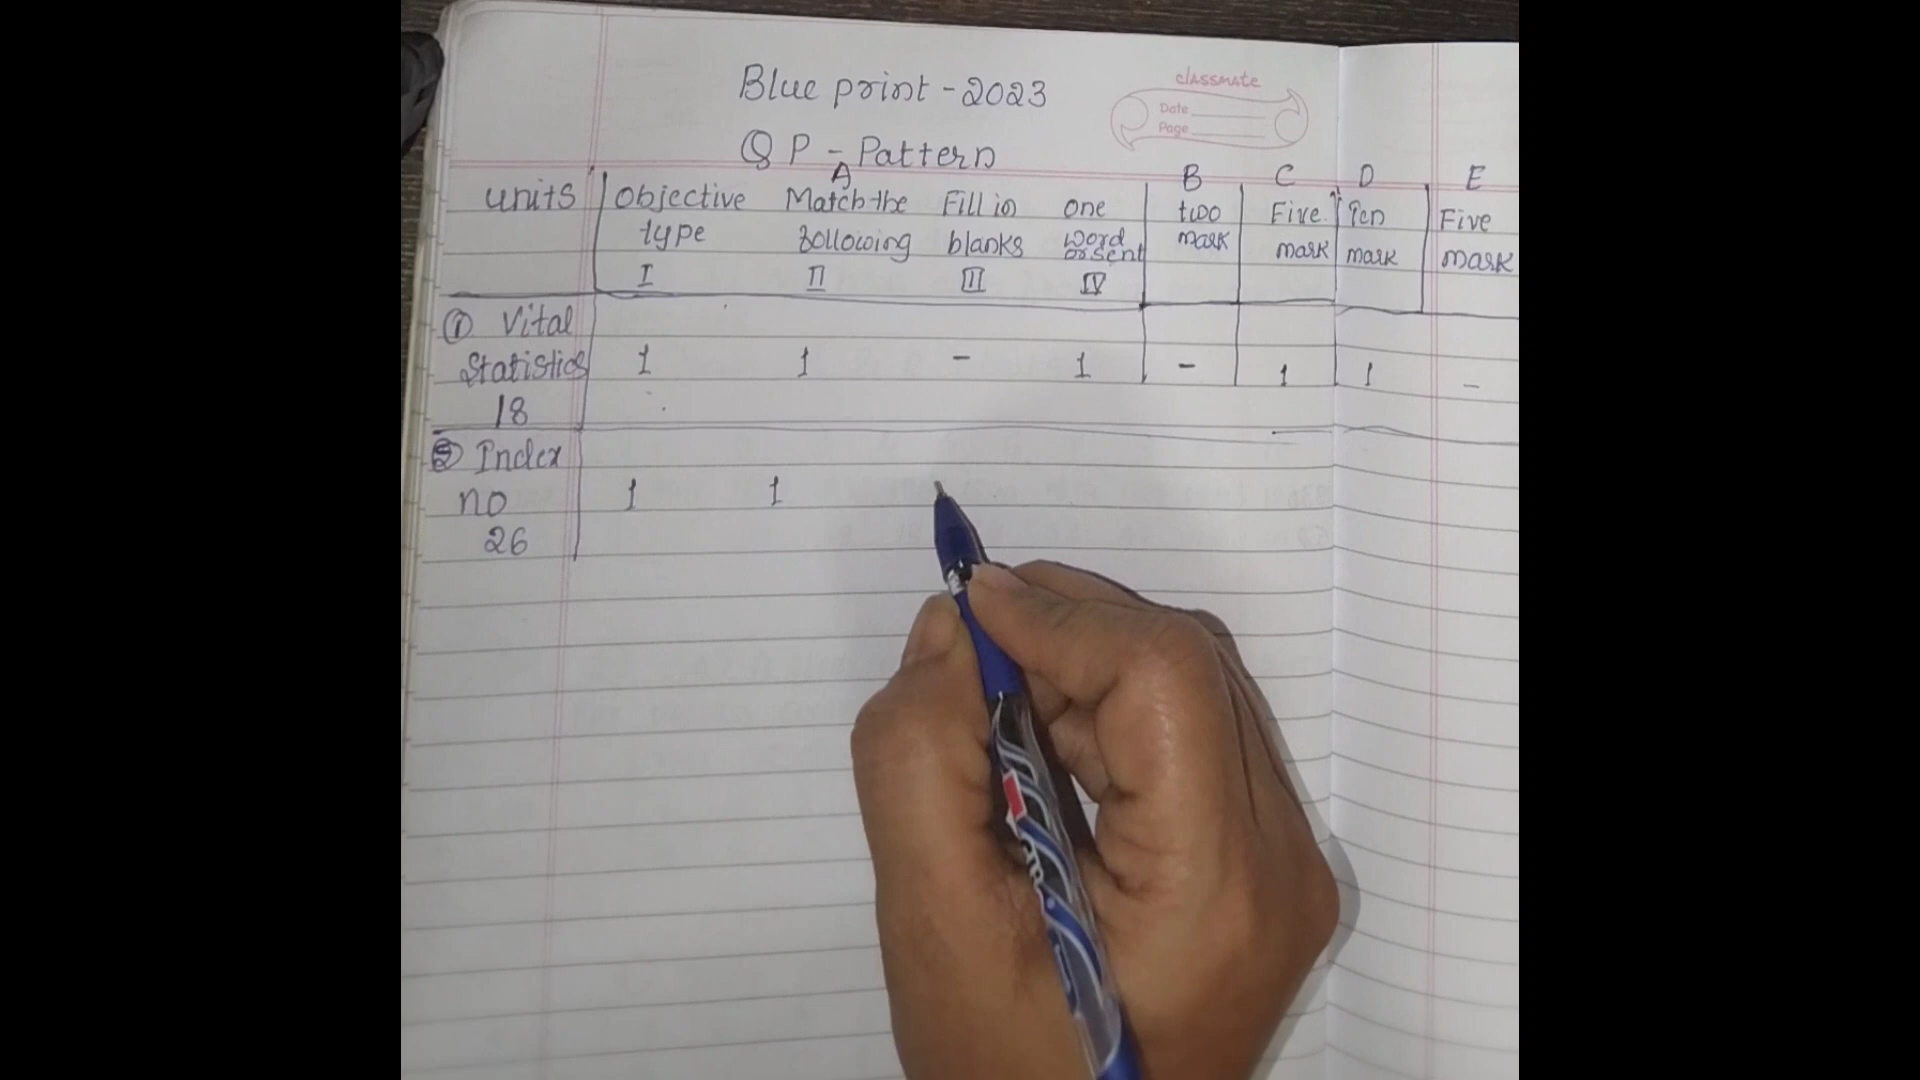 classmate
Blue print - 2023
Date
Page
QP - Pattern
A B C D E
units Objective Match the Fill in one two Five Ten Five
type following blanks word mark mark mark mark
or sent
I II III IV
① Vital
Statistics 1 1 - 1 - 1 1 -
18
② Index
no 1 1
26